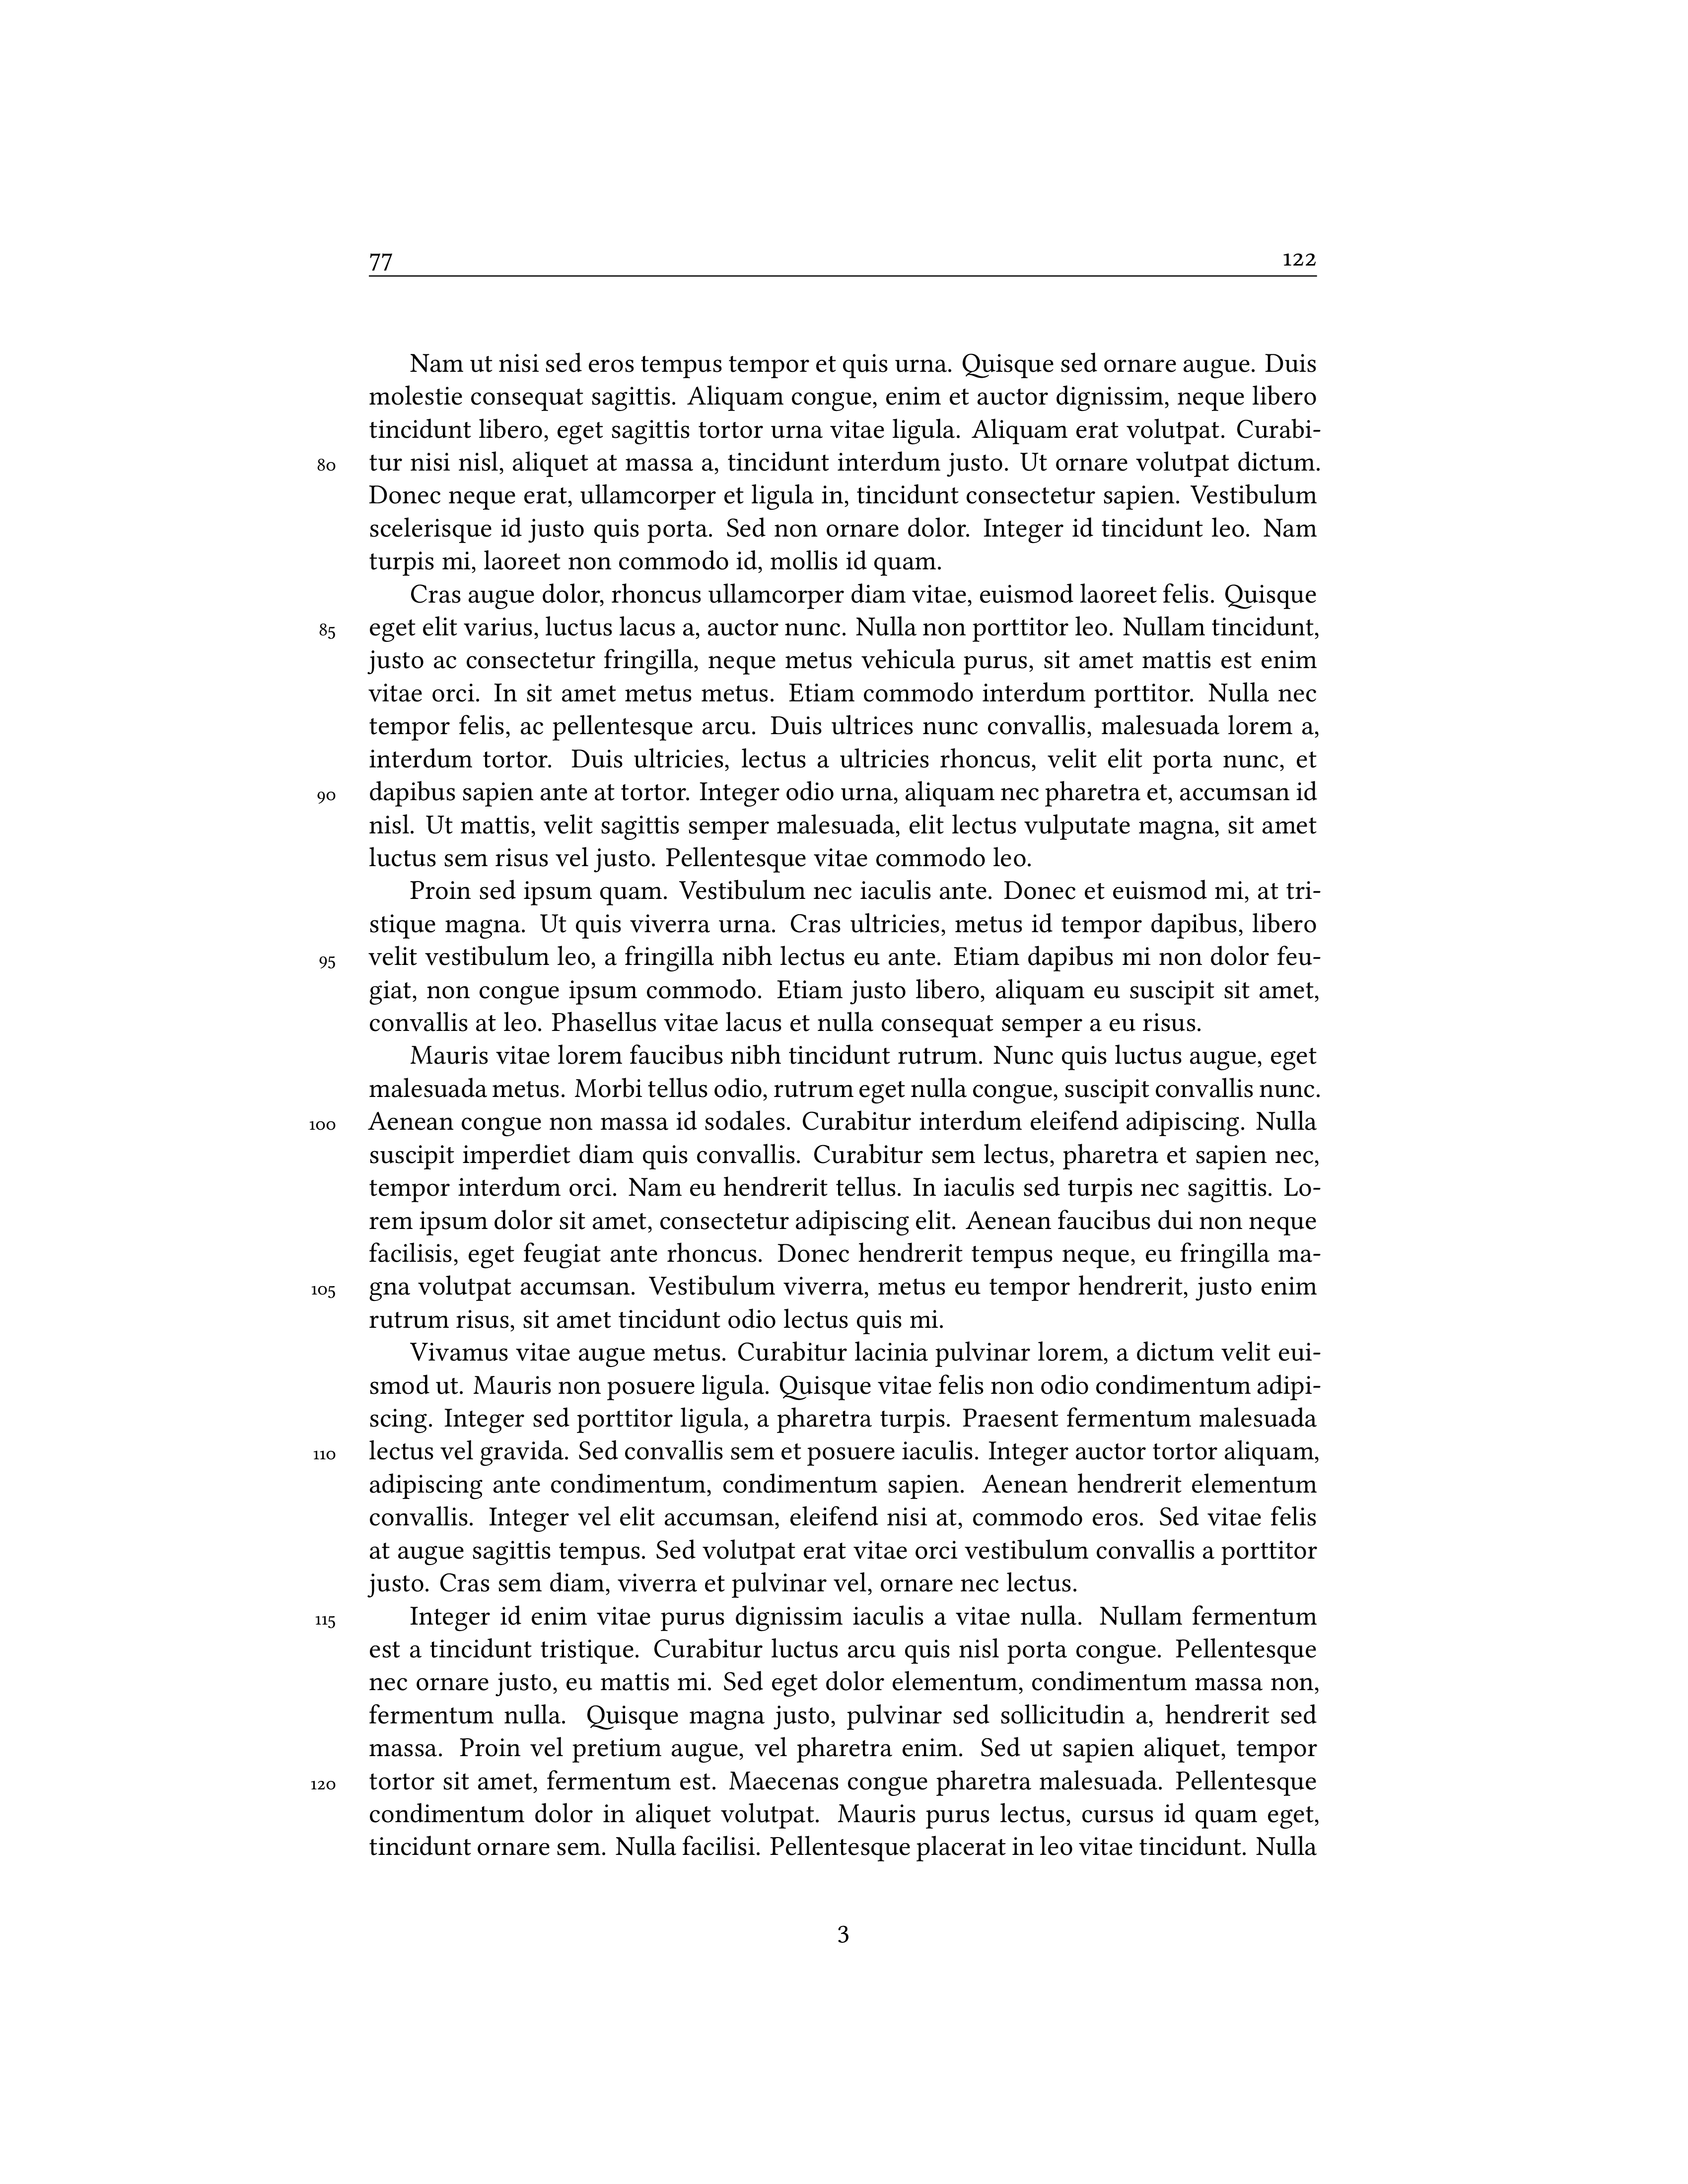 77 122
Nam ut nisi sed eros tempus tempor et quis urna. Quisque sed ornare augue. Duis
molestie consequat sagittis. Aliquam congue, enim et auctor dignissim, neque libero
tincidunt libero, eget sagittis tortor urna vitae ligula. Aliquam erat volutpat. Curabi-
80 tur nisi nisl, aliquet at massa a, tincidunt interdum justo. Ut ornare volutpat dictum.
Donec neque erat, ullamcorper et ligula in, tincidunt consectetur sapien. Vestibulum
scelerisque id justo quis porta. Sed non ornare dolor. Integer id tincidunt leo. Nam
turpis mi, laoreet non commodo id, mollis id quam.
Cras augue dolor, rhoncus ullamcorper diam vitae, euismod laoreet felis. Quisque
85 eget elit varius, luctus lacus a, auctor nunc. Nulla non porttitor leo. Nullam tincidunt,
justo ac consectetur fringilla, neque metus vehicula purus, sit amet mattis est enim
vitae orci. In sit amet metus metus. Etiam commodo interdum porttitor. Nulla nec
tempor felis, ac pellentesque arcu. Duis ultrices nunc convallis, malesuada lorem a,
interdum tortor. Duis ultricies, lectus a ultricies rhoncus, velit elit porta nunc, et
90 dapibus sapien ante at tortor. Integer odio urna, aliquam nec pharetra et, accumsan id
nisl. Ut mattis, velit sagittis semper malesuada, elit lectus vulputate magna, sit amet
luctus sem risus vel justo. Pellentesque vitae commodo leo.
Proin sed ipsum quam. Vestibulum nec iaculis ante. Donec et euismod mi, at tri-
stique magna. Ut quis viverra urna. Cras ultricies, metus id tempor dapibus, libero
95 velit vestibulum leo, a fringilla nibh lectus eu ante. Etiam dapibus mi non dolor feu-
giat, non congue ipsum commodo. Etiam justo libero, aliquam eu suscipit sit amet,
convallis at leo. Phasellus vitae lacus et nulla consequat semper a eu risus.
Mauris vitae lorem faucibus nibh tincidunt rutrum. Nunc quis luctus augue, eget
malesuada metus. Morbi tellus odio, rutrum eget nulla congue, suscipit convallis nunc.
100 Aenean congue non massa id sodales. Curabitur interdum eleifend adipiscing. Nulla
suscipit imperdiet diam quis convallis. Curabitur sem lectus, pharetra et sapien nec,
tempor interdum orci. Nam eu hendrerit tellus. In iaculis sed turpis nec sagittis. Lo-
rem ipsum dolor sit amet, consectetur adipiscing elit. Aenean faucibus dui non neque
facilisis, eget feugiat ante rhoncus. Donec hendrerit tempus neque, eu fringilla ma-
105 gna volutpat accumsan. Vestibulum viverra, metus eu tempor hendrerit, justo enim
rutrum risus, sit amet tincidunt odio lectus quis mi.
Vivamus vitae augue metus. Curabitur lacinia pulvinar lorem, a dictum velit eui-
smod ut. Mauris non posuere ligula. Quisque vitae felis non odio condimentum adipi-
scing. Integer sed porttitor ligula, a pharetra turpis. Praesent fermentum malesuada
110 lectus vel gravida. Sed convallis sem et posuere iaculis. Integer auctor tortor aliquam,
adipiscing ante condimentum, condimentum sapien. Aenean hendrerit elementum
convallis. Integer vel elit accumsan, eleifend nisi at, commodo eros. Sed vitae felis
at augue sagittis tempus. Sed volutpat erat vitae orci vestibulum convallis a porttitor
justo. Cras sem diam, viverra et pulvinar vel, ornare nec lectus.
115 Integer id enim vitae purus dignissim iaculis a vitae nulla. Nullam fermentum
est a tincidunt tristique. Curabitur luctus arcu quis nisl porta congue. Pellentesque
nec ornare justo, eu mattis mi. Sed eget dolor elementum, condimentum massa non,
fermentum nulla. Quisque magna justo, pulvinar sed sollicitudin a, hendrerit sed
massa. Proin vel pretium augue, vel pharetra enim. Sed ut sapien aliquet, tempor
120 tortor sit amet, fermentum est. Maecenas congue pharetra malesuada. Pellentesque
condimentum dolor in aliquet volutpat. Mauris purus lectus, cursus id quam eget,
tincidunt ornare sem. Nulla facilisi. Pellentesque placerat in leo vitae tincidunt. Nulla
3